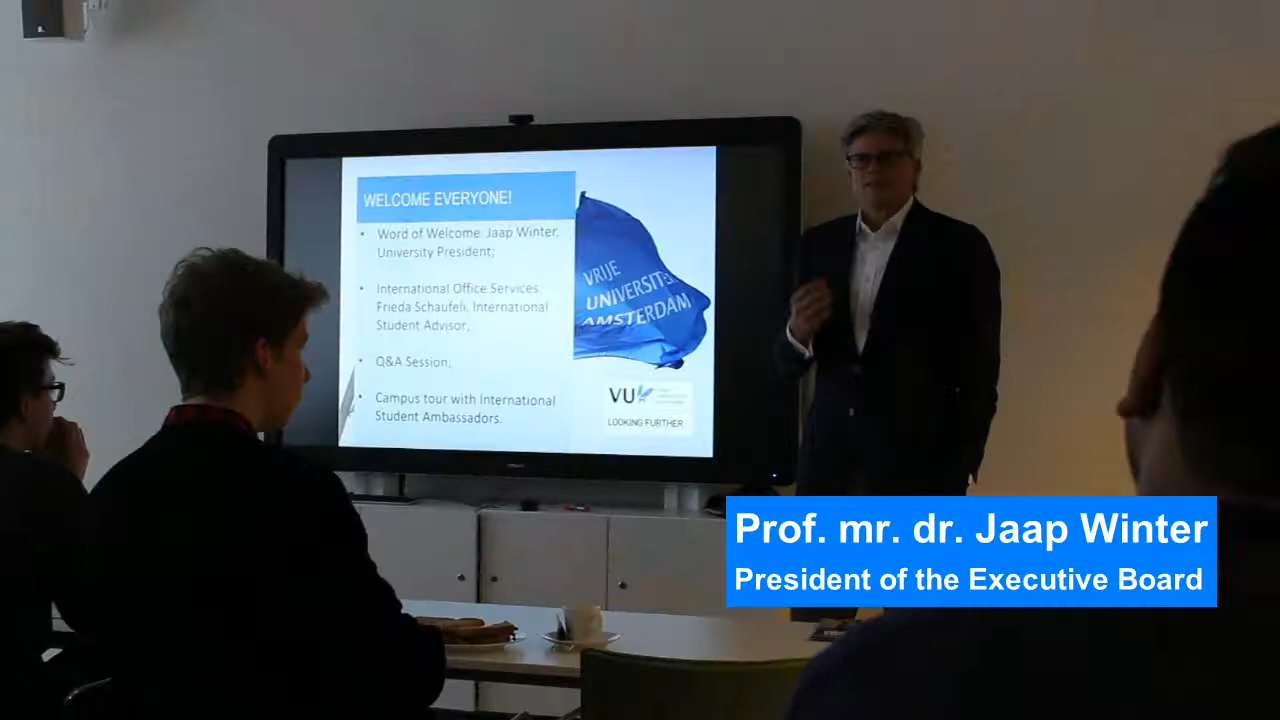 WELCOME EVERYONE!
• Word of Welcome: Jaap Winter,
University President;
• International Office Services,
Frieda Schaufeli, International
Student Advisor,
• Q&A Session;
• Campus tour with International
Student Ambassadors.
VRIJE
UNIVERSITEIT
AMSTERDAM
VU
LOOKING FURTHER
Prof. mr. dr. Jaap Winter
President of the Executive Board